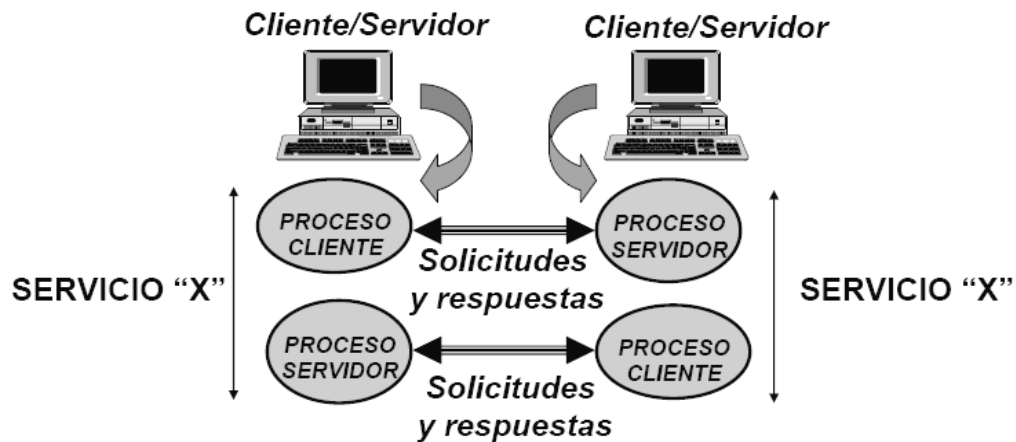 Cliente/Servidor
Cliente/Servidor
PROCESO
CLIENTE
PROCESO
SERVIDOR
Solicitudes
y respuestas
SERVICIO “X”
SERVICIO “X”
PROCESO
SERVIDOR
PROCESO
CLIENTE
Solicitudes
y respuestas